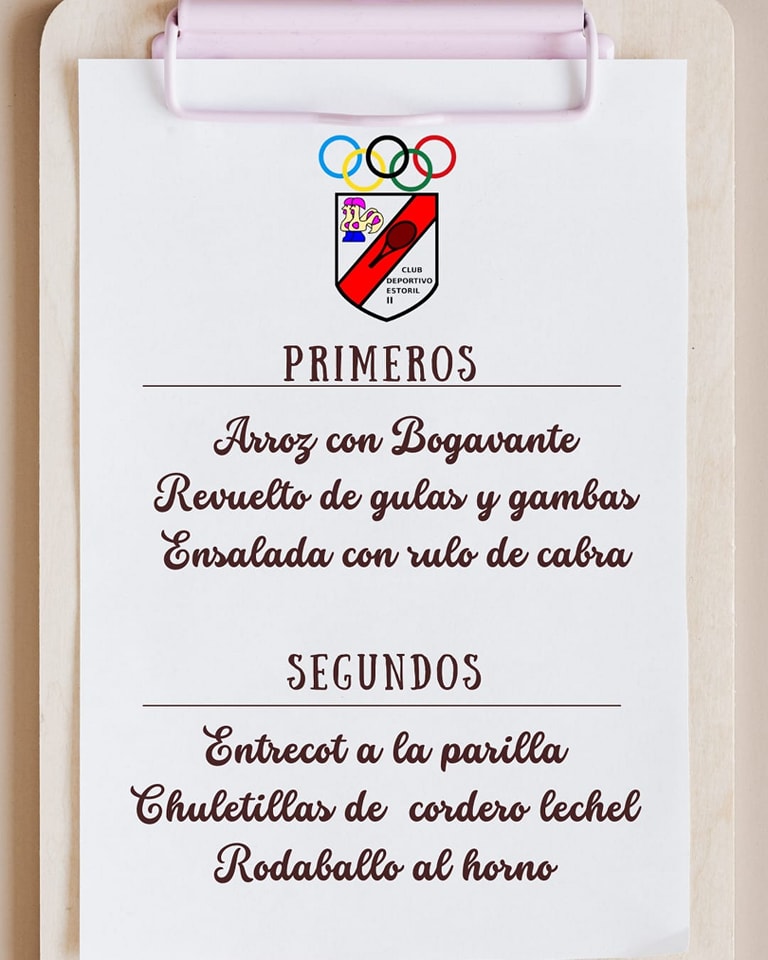 CLUB
DEPORTIVO
ESTORIL
II
PRIMEROS
Arroz con Bogavante
Revuelto de gulas y gambas
Ensalada con rulo de cabra
SEGUNDOS
Entrecot a la parilla
Chuletillas de cordero lechel
Rodaballo al horno